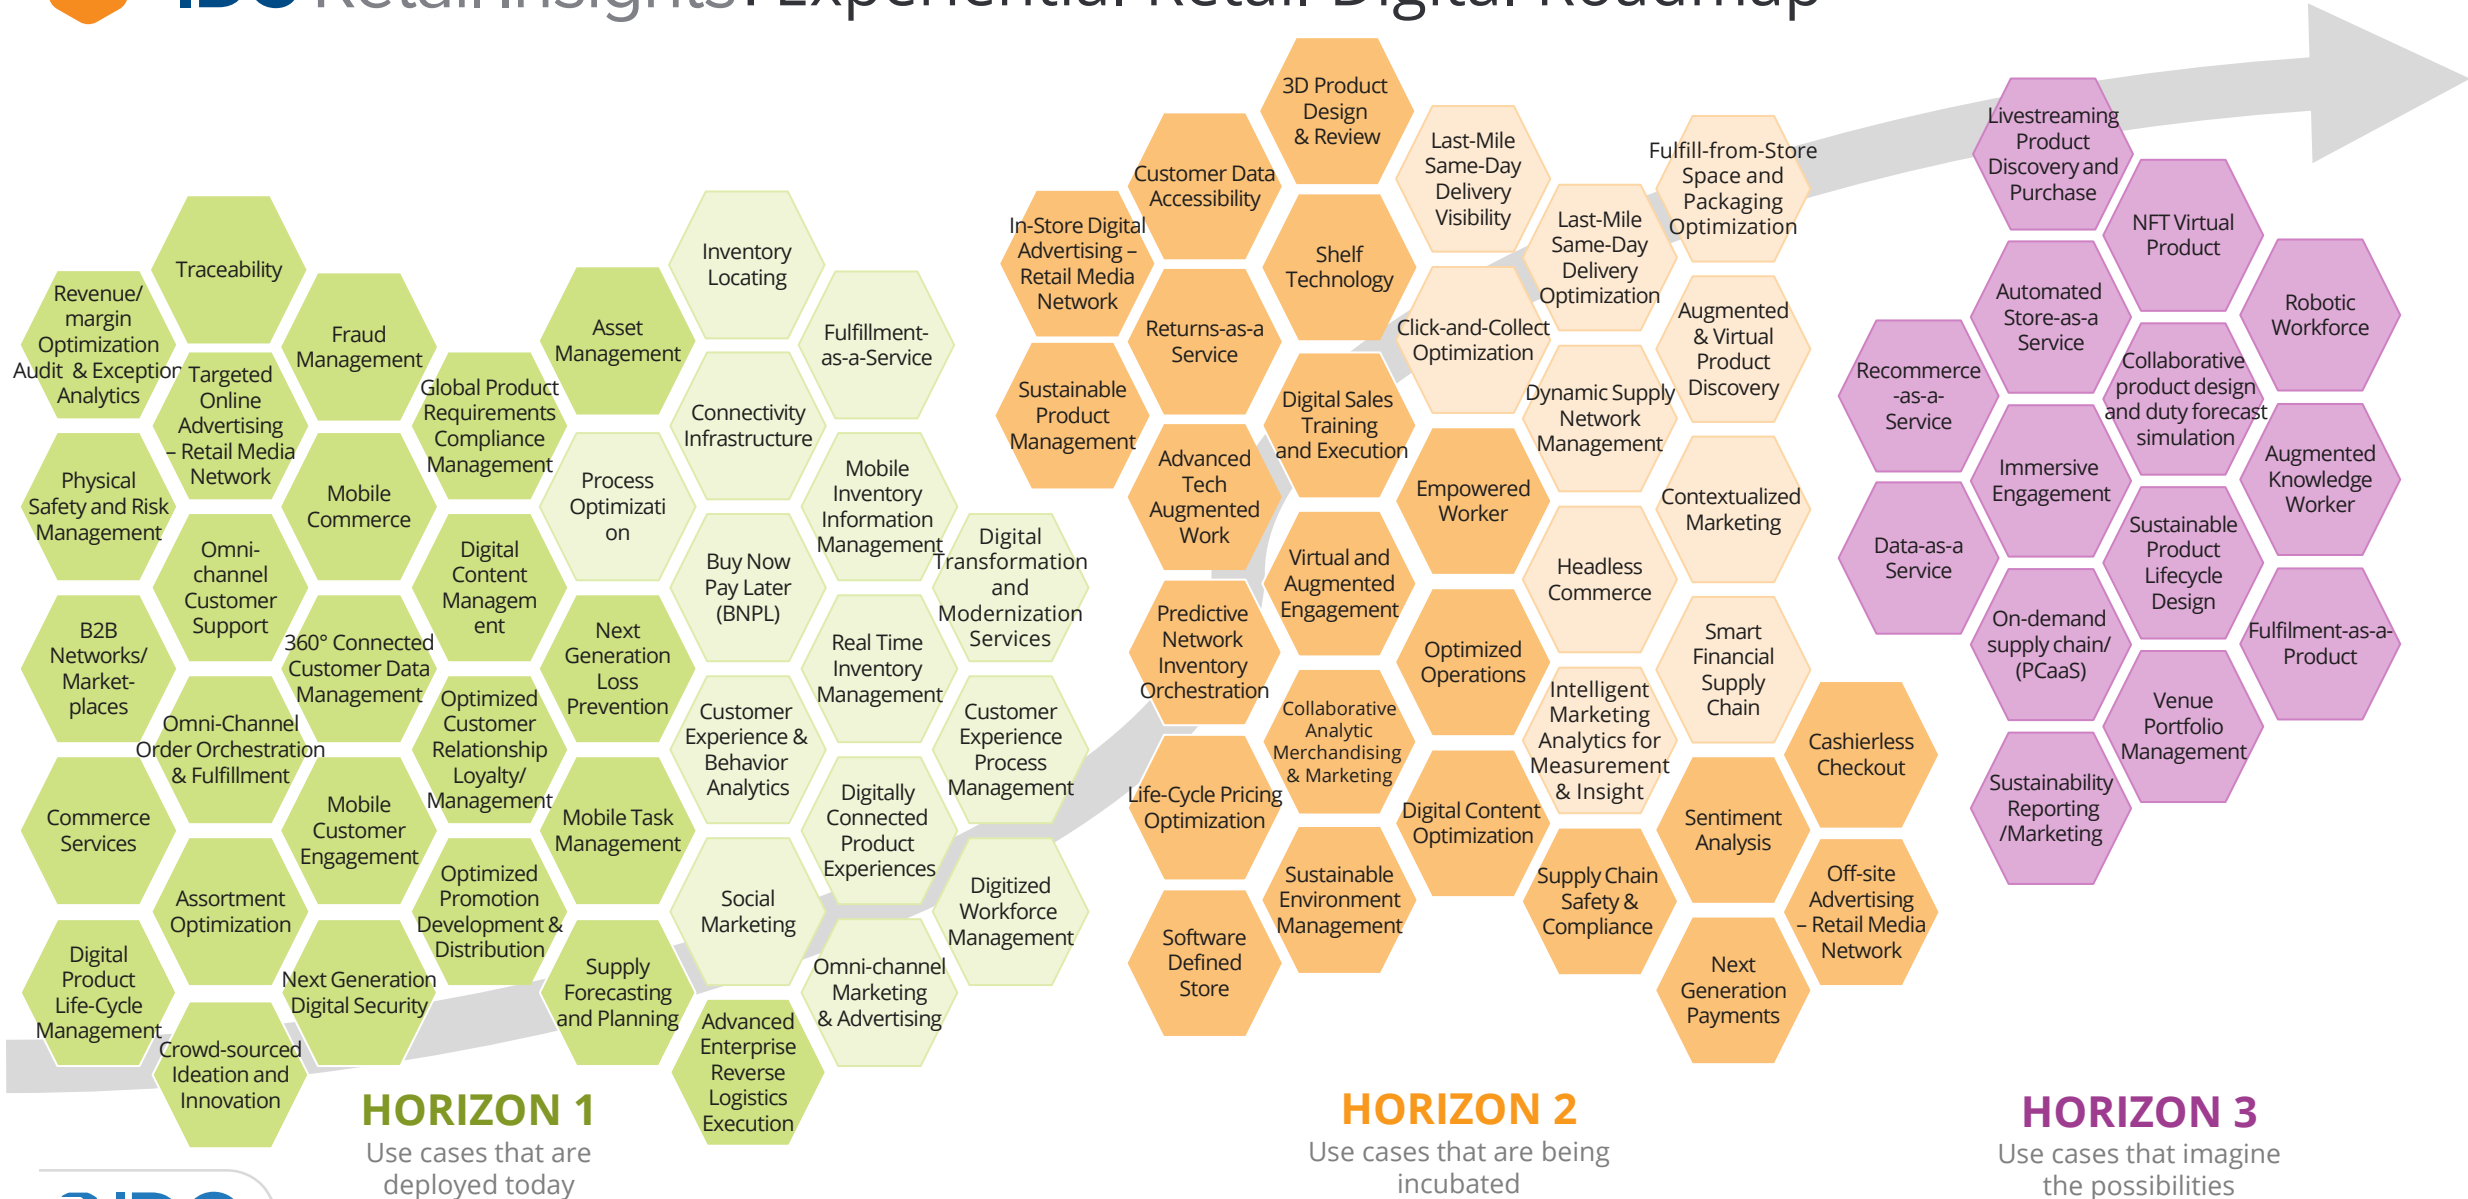 IDC Retail Insights: Experiential Retail Digital Roadmap
Traceability
Revenue/
margin
Optimization
Audit & Exception
Analytics
Fraud
Management
Targeted
Online
Advertising
– Retail Media
Network
Global Product
Requirements
Compliance
Management
Asset
Management
Inventory
Locating
Fulfillment-
as-a-Service
Physical
Safety and Risk
Management
Mobile
Commerce
Process
Optimizati
on
Connectivity
Infrastructure
Mobile
Inventory
Information
Management
Omni-
channel
Customer
Support
Digital
Content
Managem
ent
Buy Now
Pay Later
(BNPL)
Digital
Transformation
and
Modernization
Services
B2B
Networks/
Market-
places
360° Connected
Customer Data
Management
Next
Generation
Loss
Prevention
Real Time
Inventory
Management
Omni-Channel
Order Orchestration
& Fulfillment
Optimized
Customer
Relationship
Loyalty/
Management
Customer
Experience &
Behavior
Analytics
Customer
Experience
Process
Management
Commerce
Services
Mobile
Customer
Engagement
Mobile Task
Management
Digitally
Connected
Product
Experiences
Assortment
Optimization
Optimized
Promotion
Development &
Distribution
Social
Marketing
Digitized
Workforce
Management
Digital
Product
Life-Cycle
Management
Next Generation
Digital Security
Supply
Forecasting
and Planning
Omni-channel
Marketing
& Advertising
Crowd-sourced
Ideation and
Innovation
Advanced
Enterprise
Reverse
Logistics
Execution
HORIZON 1
Use cases that are
deployed today
3D Product
Design
& Review
Customer Data
Accessibility
Last-Mile
Same-Day
Delivery
Visibility
Fulfill-from-Store
Space and
Packaging
Optimization
In-Store Digital
Advertising –
Retail Media
Network
Shelf
Technology
Last-Mile
Same-Day
Delivery
Optimization
Returns-as-a
Service
Click-and-Collect
Optimization
Augmented
& Virtual
Product
Discovery
Sustainable
Product
Management
Digital Sales
Training
and Execution
Dynamic Supply
Network
Management
Advanced
Tech
Augmented
Work
Empowered
Worker
Contextualized
Marketing
Virtual and
Augmented
Engagement
Headless
Commerce
Predictive
Network
Inventory
Orchestration
Optimized
Operations
Smart
Financial
Supply
Chain
Collaborative
Analytic
Merchandising
& Marketing
Intelligent
Marketing
Analytics for
Measurement
& Insight
Cashierless
Checkout
Life-Cycle Pricing
Optimization
Digital Content
Optimization
Sentiment
Analysis
Sustainable
Environment
Management
Supply Chain
Safety &
Compliance
Off-site
Advertising
– Retail Media
Network
Software
Defined
Store
Next
Generation
Payments
HORIZON 2
Use cases that are being
incubated
Livestreaming
Product
Discovery and
Purchase
NFT Virtual
Product
Automated
Store-as-a
Service
Robotic
Workforce
Recommerce
-as-a-
Service
Collaborative
product design
and duty forecast
simulation
Immersive
Engagement
Augmented
Knowledge
Worker
Data-as-a
Service
Sustainable
Product
Lifecycle
Design
On-demand
supply chain/
(PCaaS)
Fulfilment-as-a-
Product
Venue
Portfolio
Management
Sustainability
Reporting
/Marketing
HORIZON 3
Use cases that imagine
the possibilities
IDC